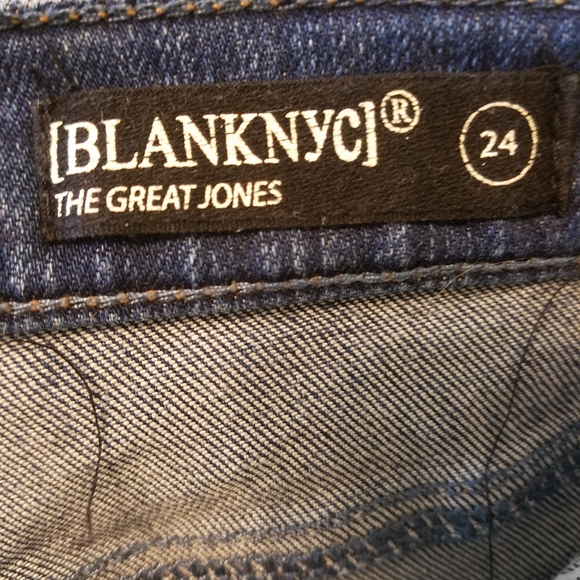 [BLANKNYC]®
24
THE GREAT JONES